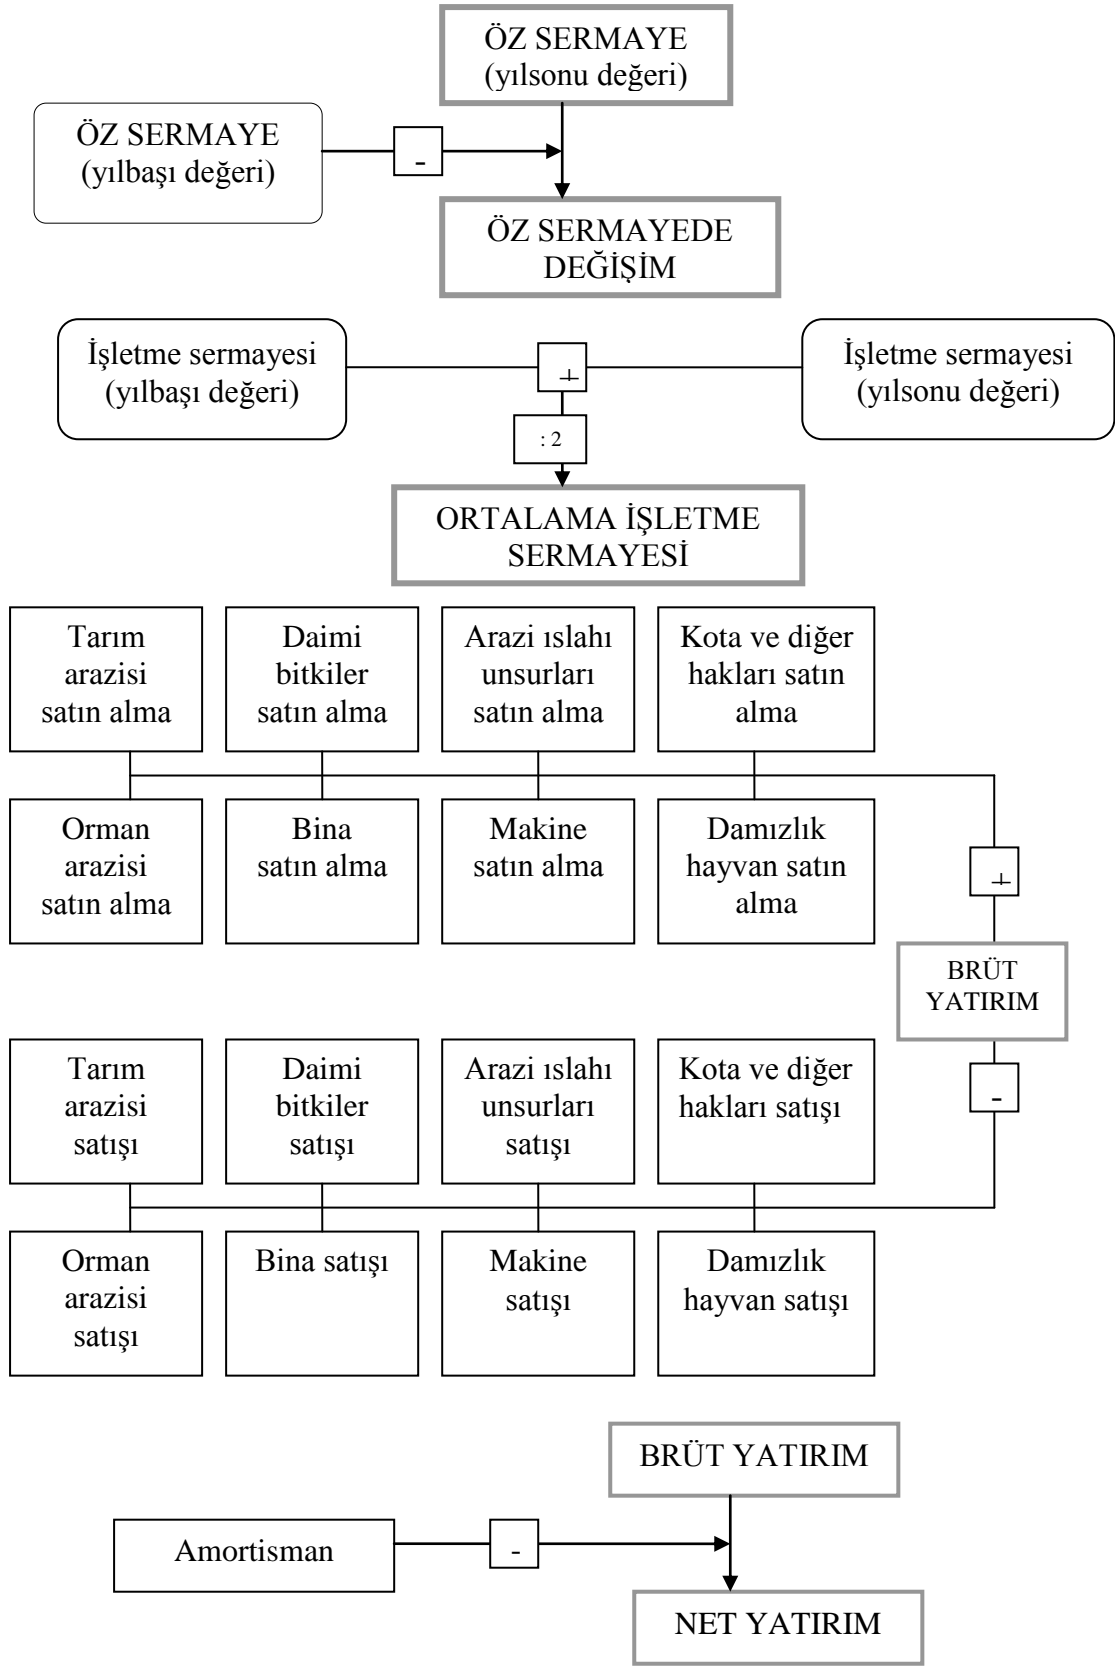 ÖZ SERMAYE
(yılsonu değeri)
ÖZ SERMAYE
(yılbaşı değeri)
-
ÖZ SERMAYEDE
DEĞİŞİM
İşletme sermayesi
(yılbaşı değeri)
+
İşletme sermayesi
(yılsonu değeri)
: 2
ORTALAMA İŞLETME
SERMAYESİ
Tarım
arazisi
satın alma
Daimi
bitkiler
satın alma
Arazi ıslahı
unsurları
satın alma
Kota ve diğer
hakları satın
alma
Orman
arazisi
satın alma
Bina
satın alma
Makine
satın alma
Damızlık
hayvan satın
alma
+
BRÜT
YATIRIM
-
Tarım
arazisi
satışı
Daimi
bitkiler
satışı
Arazi ıslahı
unsurları
satışı
Kota ve diğer
hakları satışı
Orman
arazisi
satışı
Bina satışı
Makine
satışı
Damızlık
hayvan satışı
BRÜT YATIRIM
Amortisman
-
NET YATIRIM